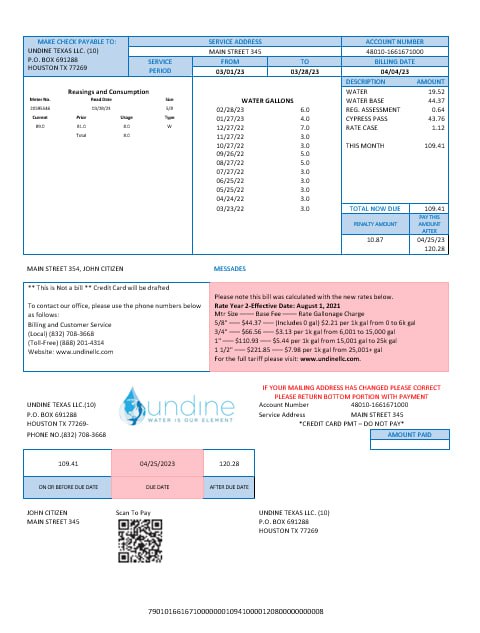 MAKE CHECK PAYABLE TO:
UNDINE TEXAS LLC. (10)
P.O. BOX 691288
HOUSTON TX 77269
SERVICE ADDRESS
MAIN STREET 345
ACCOUNT NUMBER
48010-1661671000
SERVICE PERIOD
FROM TO
03/01/23 03/28/23
BILLING DATE
04/04/23
Readings and Consumption
Meter No. Read Date Size
03/28/23 5/8
Current Prior Usage Type
89.0 81.0 8.0 W
Total 8.0
WATER GALLONS
02/28/23 6.0
01/27/23 4.0
12/27/22 7.0
11/27/22 3.0
10/27/22 3.0
09/26/22 5.0
08/27/22 5.0
07/27/22 3.0
06/25/22 3.0
05/25/22 3.0
04/24/22 3.0
03/23/22 3.0
DESCRIPTION AMOUNT
WATER 19.52
WATER BASE 44.37
REG. ASSESSMENT 0.64
CYPRESS PASS 43.76
RATE CASE 1.12
THIS MONTH 109.41
TOTAL NOW DUE 109.41
PENALTY AMOUNT
PAY THIS
AMOUNT
AFTER
10.87 04/25/23
120.28
MAIN STREET 354, JOHN CITIZEN
MESSAGES
** This is Not a bill ** Credit Card will be drafted
To contact our office, please use the phone numbers below
as follows:
Billing and Customer Service
(Local) (832) 708-3668
(Toll-Free) (888) 201-4314
Website: www.undinellc.com
Please note this bill was calculated with the new rates below.
Rate Year 2-Effective Date: August 1, 2021
Mtr Size ----- Base Fee ----- Rate Gallonage Charge
5/8" ----- $44.37 ----- (Includes 0 gal) $2.21 per 1k gal from 0 to 6k gal
3/4" ----- $66.56 ----- $3.13 per 1k gal from 6,001 to 15,000 gal
1" ----- $110.93 ----- $5.44 per 1k gal from 15,001 gal to 25k gal
1 1/2" ----- $221.85 ----- $7.98 per 1k gal from 25,001+ gal
For the full tariff please visit: www.undinellc.com.
UNDINE TEXAS LLC.(10)
P.O. BOX 691288
HOUSTON TX 77269-
PHONE NO.(832) 708-3668
undine
WATER IS OUR ELEMENT
IF YOUR MAILING ADDRESS HAS CHANGED PLEASE CORRECT
PLEASE RETURN BOTTOM PORTION WITH PAYMENT
Account Number 48010-1661671000
Service Address MAIN STREET 345
*CREDIT CARD PMT – DO NOT PAY*
AMOUNT PAID
109.41 04/25/2023 120.28
ON OR BEFORE DUE DATE DUE DATE AFTER DUE DATE
JOHN CITIZEN
MAIN STREET 345
Scan To Pay
UNDINE TEXAS LLC. (10)
P.O. BOX 691288
HOUSTON TX 77269